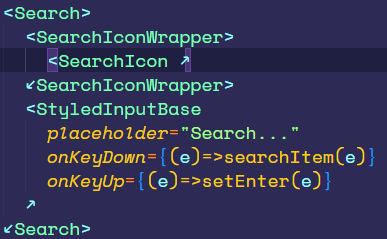 <Search>
<SearchIconWrapper>
<SearchIcon />
</SearchIconWrapper>
<StyledInputBase
placeholder="Search..."
onKeyDown={(e)=>searchItem(e)}
onKeyUp={(e)=>setEnter(e)}
/>
</Search>